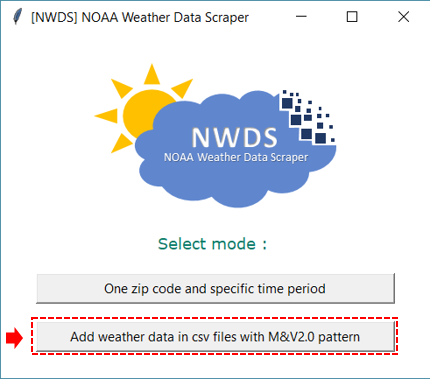 [NWDS] NOAA Weather Data Scraper
NWDS
NOAA Weather Data Scraper
Select mode :
One zip code and specific time period
Add weather data in csv files with M&V2.0 pattern